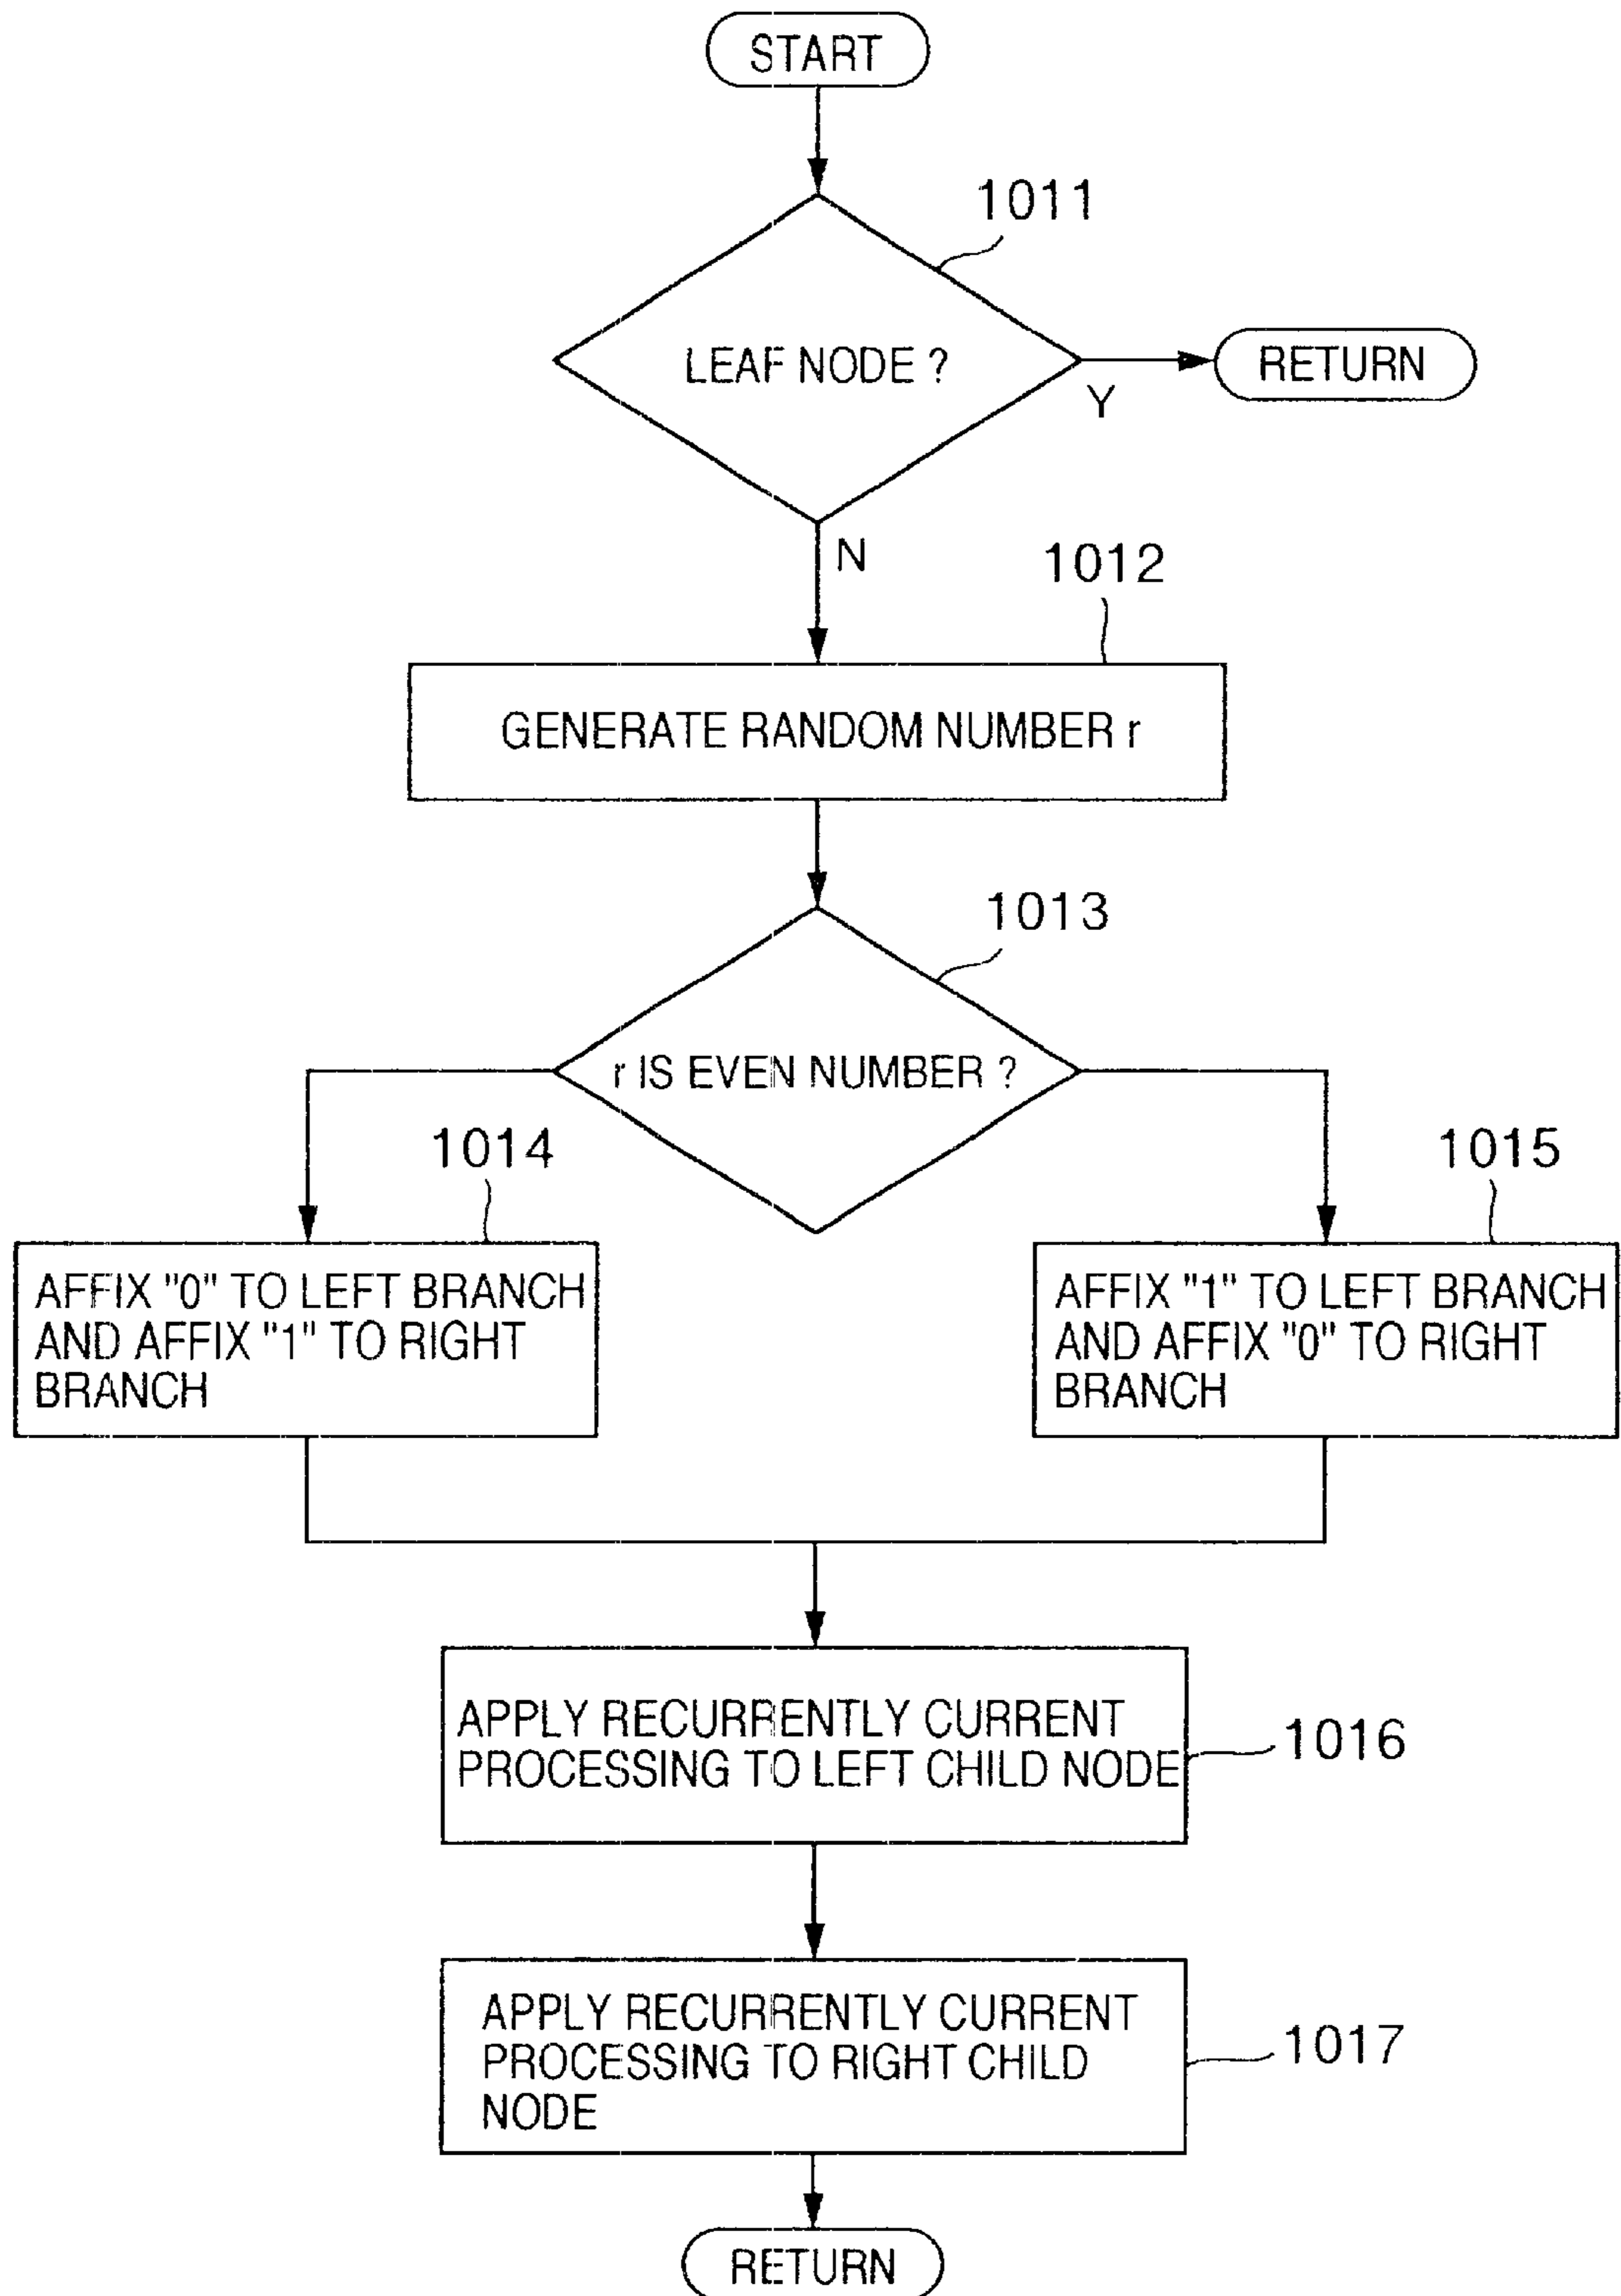 START
1011
LEAF NODE ?
Y
RETURN
N
1012
GENERATE RANDOM NUMBER r
1013
r IS EVEN NUMBER ?
1014
AFFIX "0" TO LEFT BRANCH
AND AFFIX "1" TO RIGHT
BRANCH
1015
AFFIX "1" TO LEFT BRANCH
AND AFFIX "0" TO RIGHT
BRANCH
APPLY RECURRENTLY CURRENT
PROCESSING TO LEFT CHILD NODE
1016
APPLY RECURRENTLY CURRENT
PROCESSING TO RIGHT CHILD
NODE
1017
RETURN